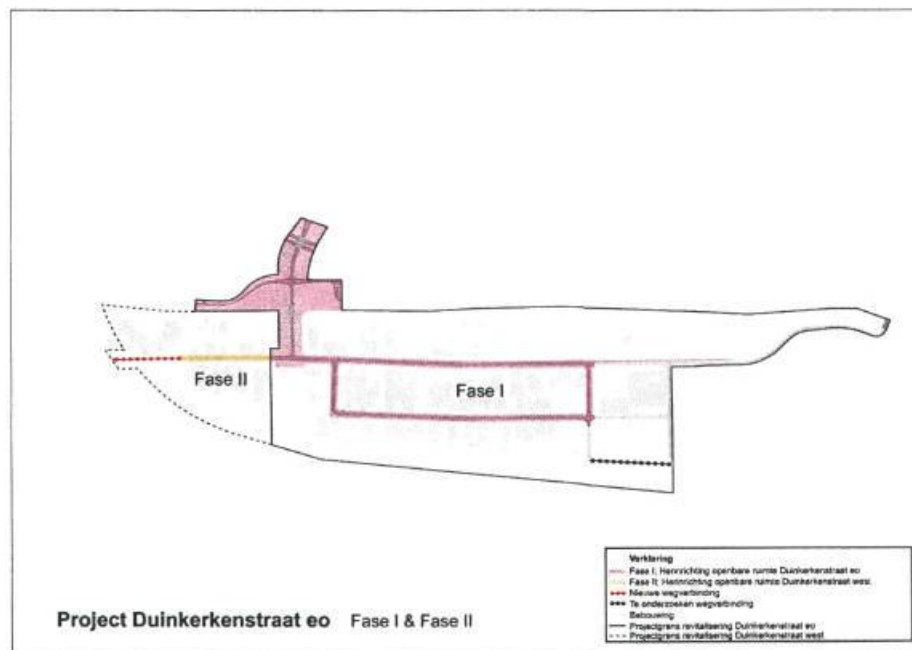 Fase II
Fase I
Verklaring
Fase I; Herinrichting openbare ruimte Duinkerkenstraat eo
Fase II; Herinrichting openbare ruimte Duinkerkenstraat west
Nieuwe wegverbinding
Te onderzoeken wegverbinding
Bebouwing
Projectgrens revitalisering Duinkerkenstraat eo
Projectgrens revitalisering Duinkerkenstraat west
Project Duinkerkenstraat eo Fase I & Fase II